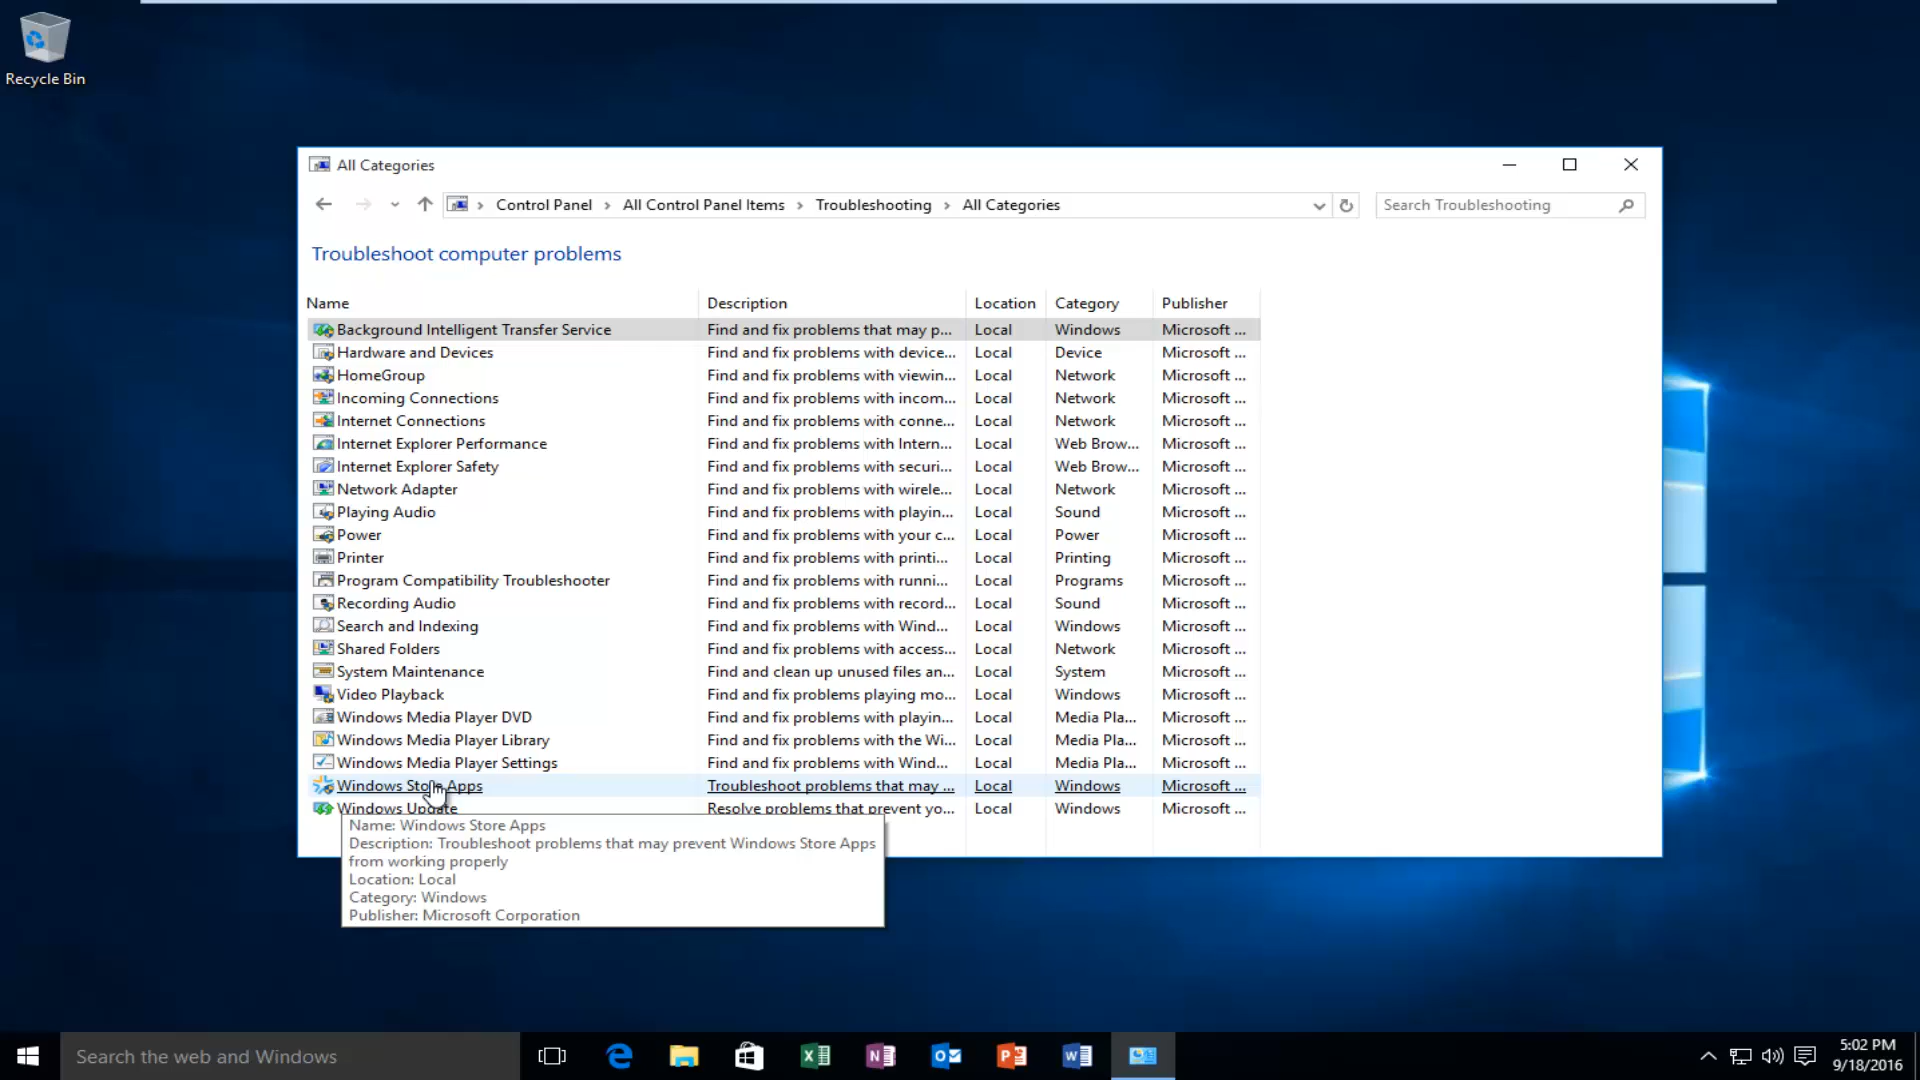 Recycle Bin
All Categories
Control Panel > All Control Panel Items > Troubleshooting > All Categories
Search Troubleshooting
Troubleshoot computer problems
Name Description Location Category Publisher
Background Intelligent Transfer Service Find and fix problems that may p... Local Windows Microsoft ...
Hardware and Devices Find and fix problems with device... Local Device Microsoft ...
HomeGroup Find and fix problems with viewin... Local Network Microsoft ...
Incoming Connections Find and fix problems with incom... Local Network Microsoft ...
Internet Connections Find and fix problems with conne... Local Network Microsoft ...
Internet Explorer Performance Find and fix problems with Intern... Local Web Brow... Microsoft ...
Internet Explorer Safety Find and fix problems with securi... Local Web Brow... Microsoft ...
Network Adapter Find and fix problems with wirele... Local Network Microsoft ...
Playing Audio Find and fix problems with playin... Local Sound Microsoft ...
Power Find and fix problems with your c... Local Power Microsoft ...
Printer Find and fix problems with printi... Local Printing Microsoft ...
Program Compatibility Troubleshooter Find and fix problems with runni... Local Programs Microsoft ...
Recording Audio Find and fix problems with record... Local Sound Microsoft ...
Search and Indexing Find and fix problems with Wind... Local Windows Microsoft ...
Shared Folders Find and fix problems with access... Local Network Microsoft ...
System Maintenance Find and clean up unused files an... Local System Microsoft ...
Video Playback Find and fix problems playing mo... Local Windows Microsoft ...
Windows Media Player DVD Find and fix problems with playin... Local Media Pla... Microsoft ...
Windows Media Player Library Find and fix problems with the Wi... Local Media Pla... Microsoft ...
Windows Media Player Settings Find and fix problems with Wind... Local Media Pla... Microsoft ...
Windows Store Apps Troubleshoot problems that may ... Local Windows Microsoft ...
Windows Update Resolve problems that prevent yo... Local Windows Microsoft ...
Name: Windows Store Apps
Description: Troubleshoot problems that may prevent Windows Store Apps
from working properly
Location: Local
Category: Windows
Publisher: Microsoft Corporation
Search the web and Windows
5:02 PM
9/18/2016